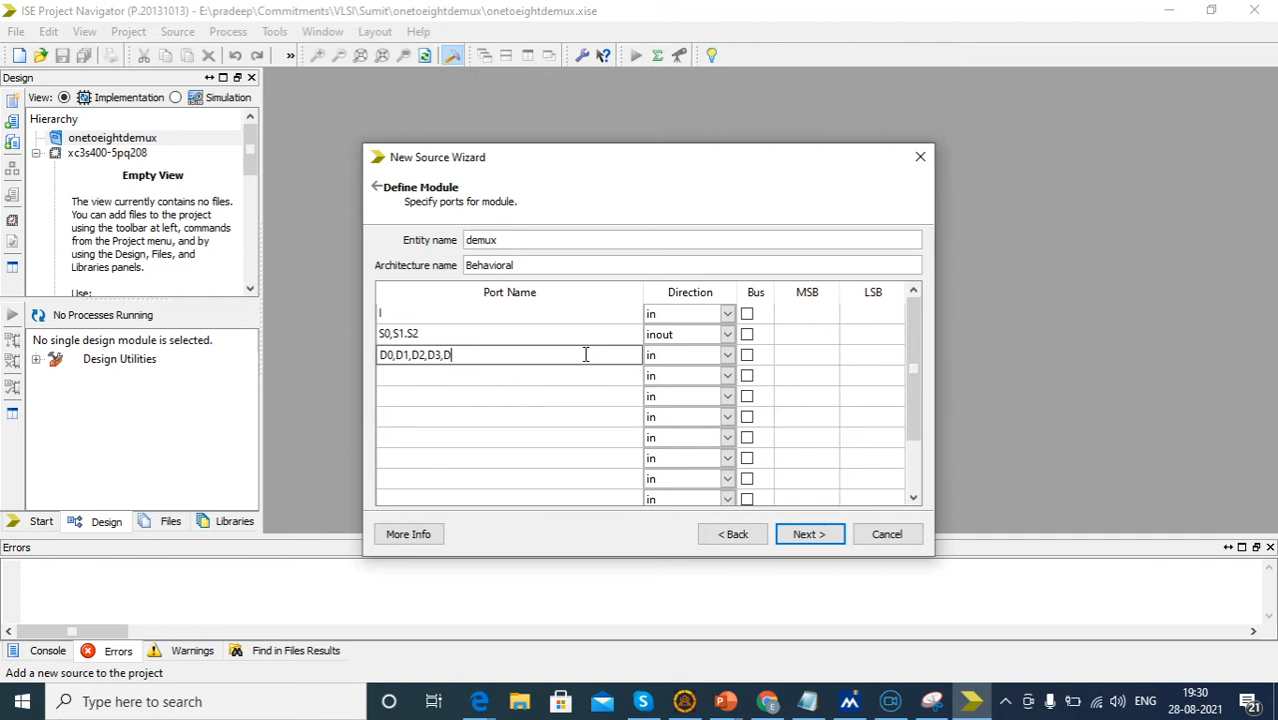 ISE Project Navigator (P.20131013) - E:\pradeep\Commitments\VLSI\Sumit\onetoeightdemux\onetoeightdemux.xise
File Edit View Project Source Process Tools Window Layout Help
»
Design
View: Implementation Simulation
Hierarchy
onetoeightdemux
xc3s400-5pq208
Empty View
The view currently contains no files.
You can add files to the project
using the toolbar at left, commands
from the Project menu, and by
using the Design, Files, and
Libraries panels.
Use:
No Processes Running
No single design module is selected.
Design Utilities
Start Design Files Libraries
New Source Wizard
Define Module
Specify ports for module.
Entity name demux
Architecture name Behavioral
Port Name Direction Bus MSB LSB
I in
S0,S1.S2 inout
D0,D1,D2,D3,D in
in
in
in
in
in
in
in
More Info < Back Next > Cancel
Errors
Console Errors Warnings Find in Files Results
Add a new source to the project
Type here to search
ENG
19:30
28-08-2021
21